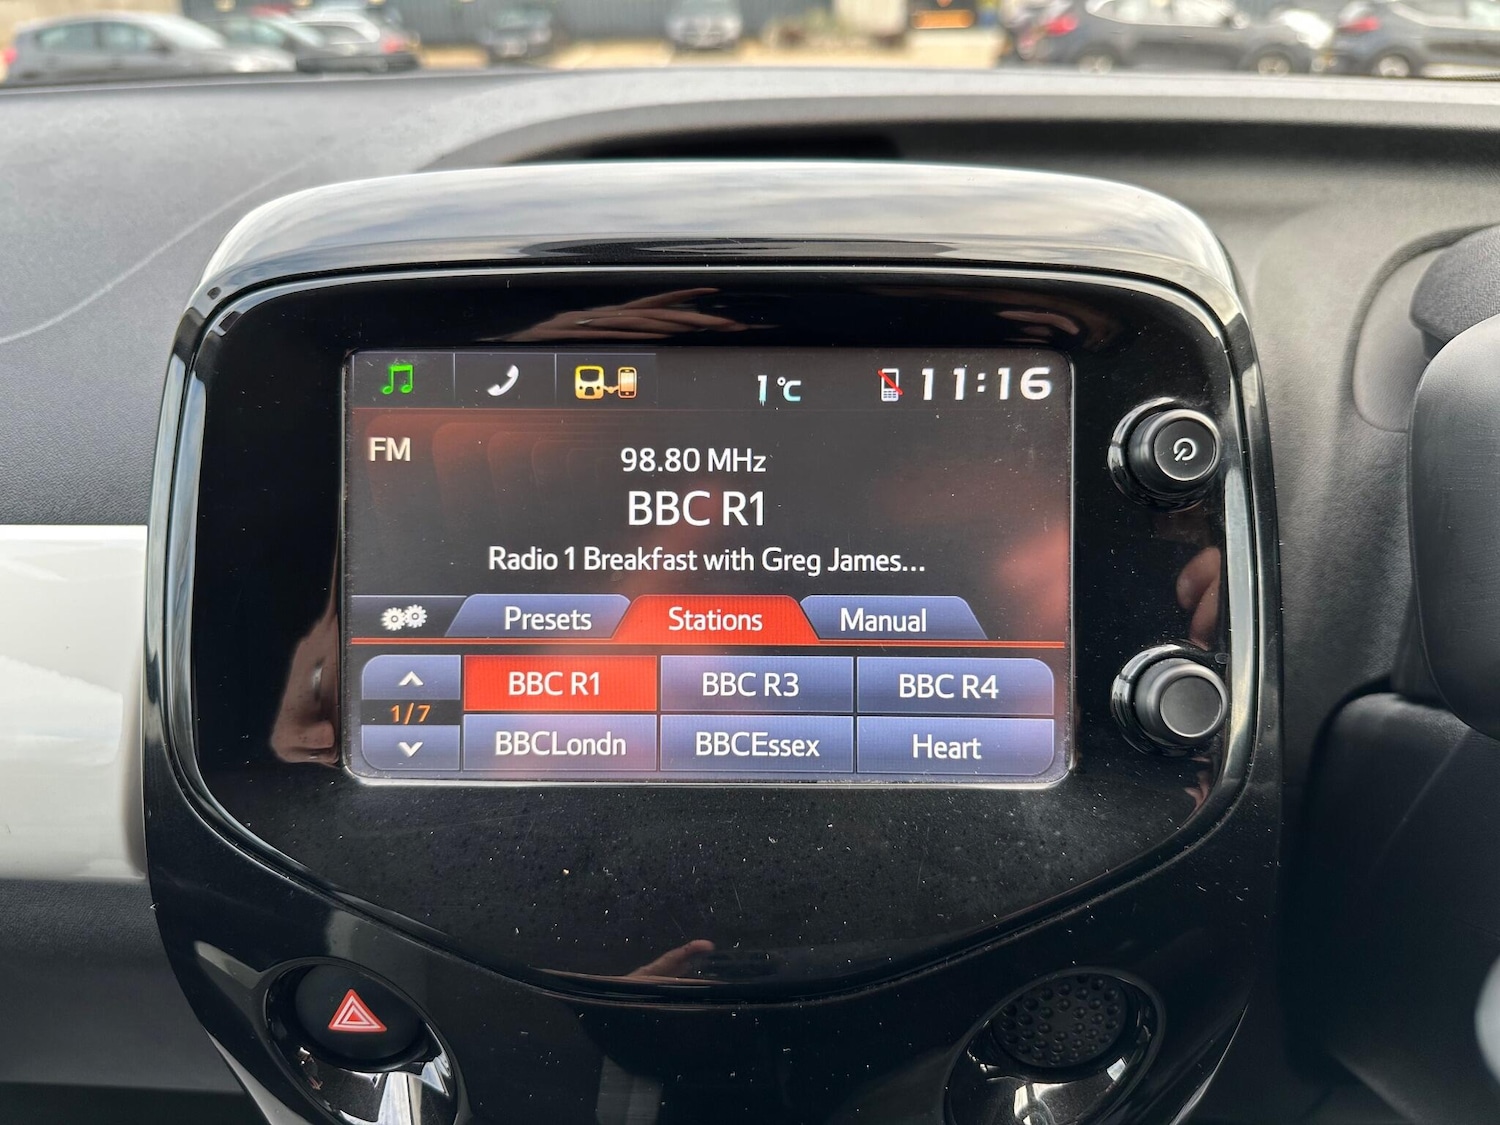 1°C 11:16
FM
98.80 MHz
BBC R1
Radio 1 Breakfast with Greg James...
Presets Stations Manual
BBC R1 BBC R3 BBC R4
1/7
BBCLondn BBCEssex Heart